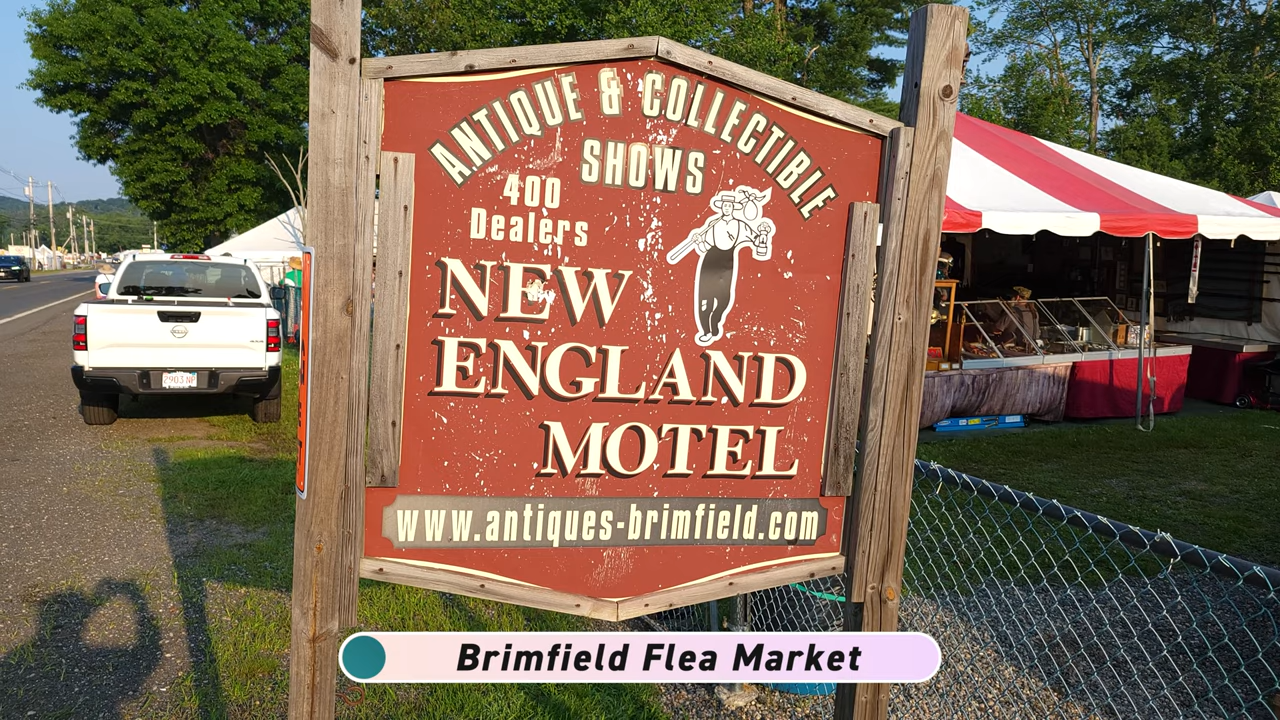 ANTIQUE & COLLECTIBLE
SHOWS
400
Dealers
NEW
ENGLAND
MOTEL
www.antiques-brimfield.com
Brimfield Flea Market